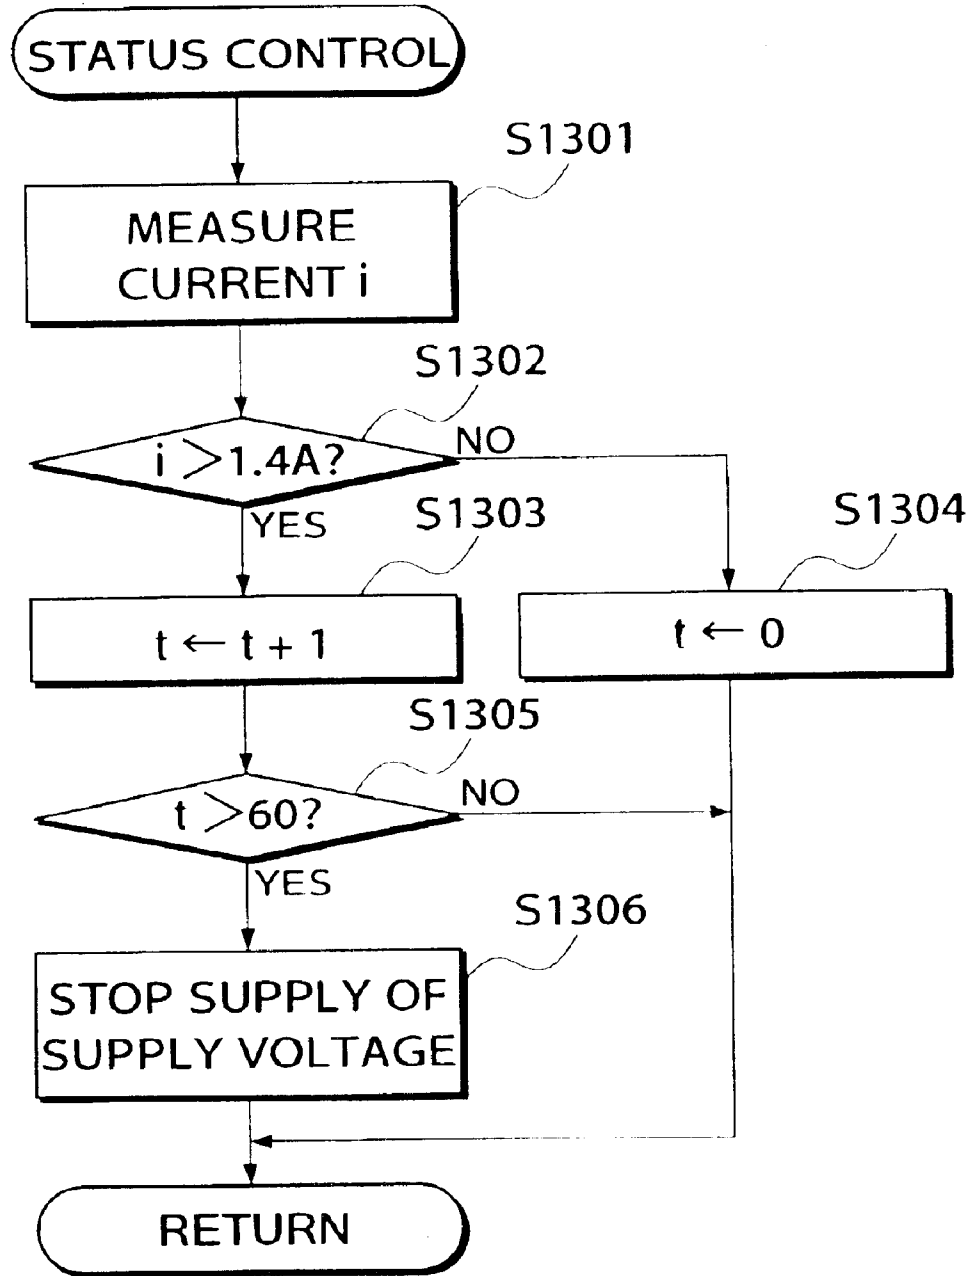 STATUS CONTROL
S1301
MEASURE
CURRENT i
S1302
i >1.4A?
NO
YES
S1303
S1304
t ← t + 1
t ← 0
S1305
t >60?
NO
YES
S1306
STOP SUPPLY OF
SUPPLY VOLTAGE
RETURN